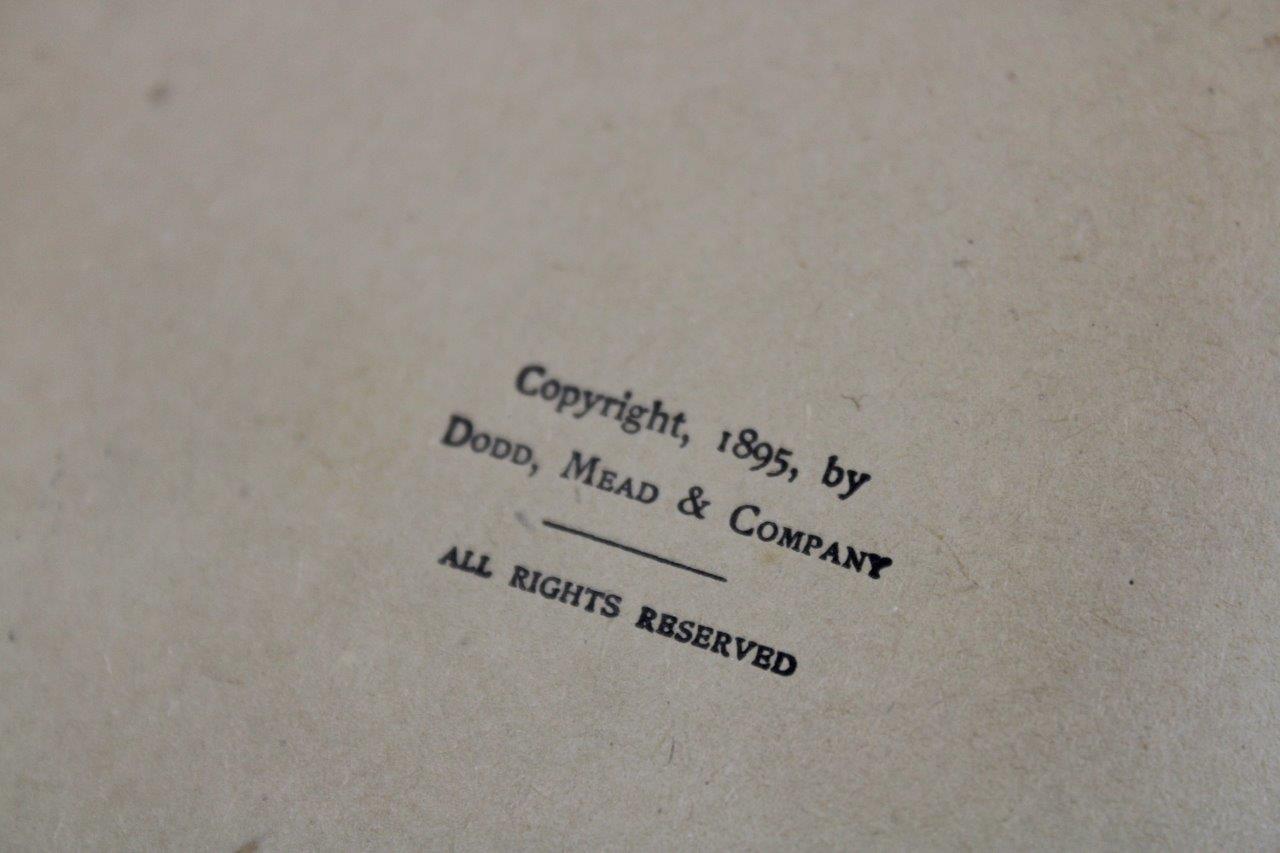 Copyright, 1895, by
DODD, MEAD & COMPANY
ALL RIGHTS RESERVED